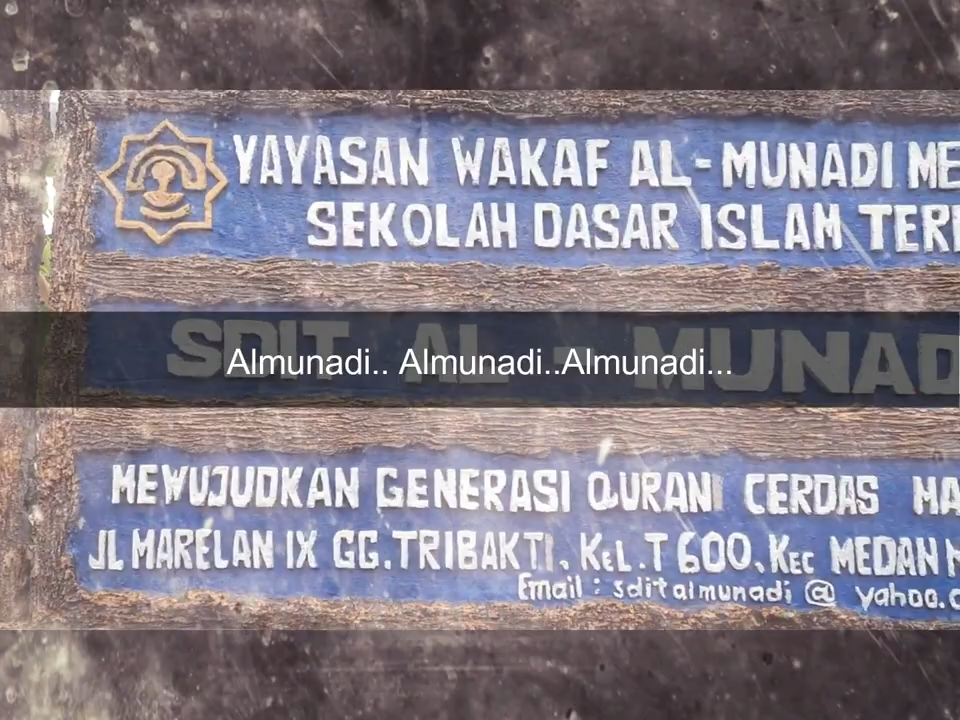 YAYASAN WAKAF AL-MUNADI ME
SEKOLAH DASAR ISLAM TER
SDIT AL - MUNAD
Almunadi.. Almunadi..Almunadi...
MEWUJUDKAN GENERASI QURANI CERDAS MA
JL MARELAN IX GG.TRIBAKTI. KEL.T 600.KEC MEDAN M
Email : sditalmunadi @ yahoo.c